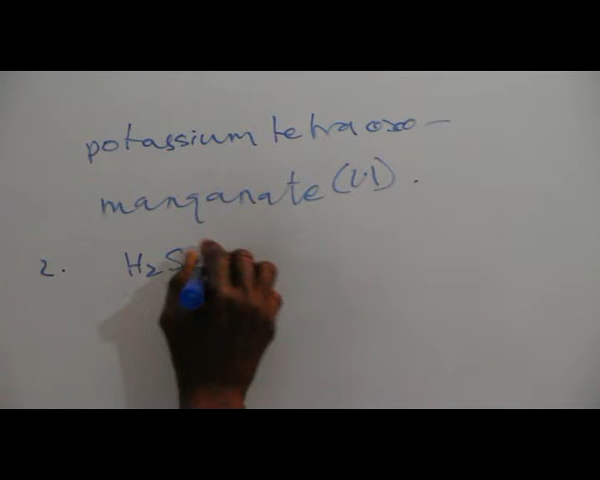 potassium tetraoxo-
manganate (VI).
2. H₂S